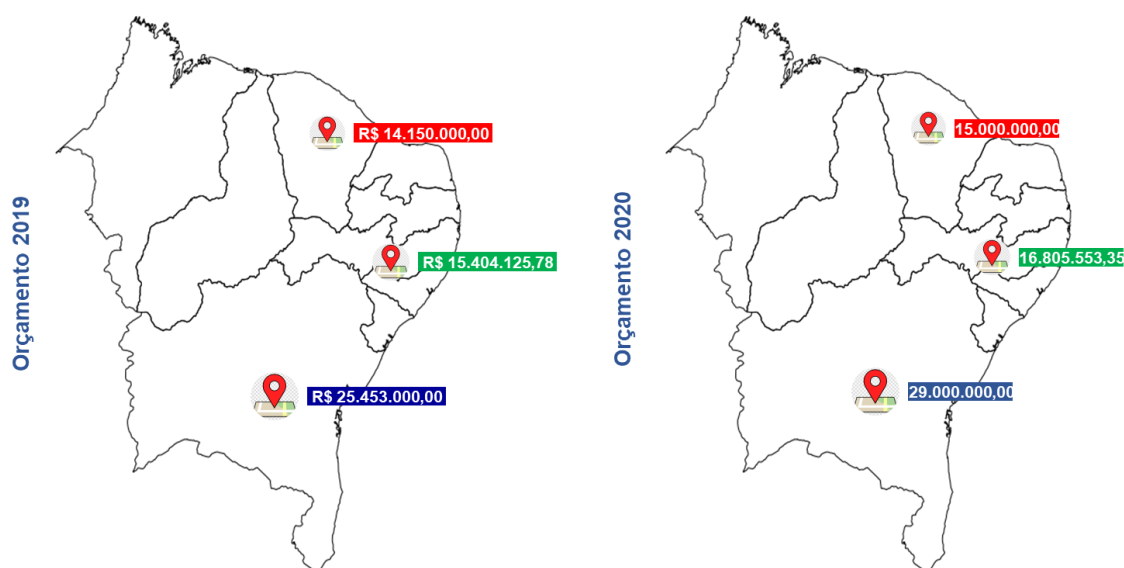 Orçamento 2019
R$ 14.150.000,00
R$ 15.404.125,78
R$ 25.453.000,00
Orçamento 2020
15.000.000,00
16.805.553,35
29.000.000,00